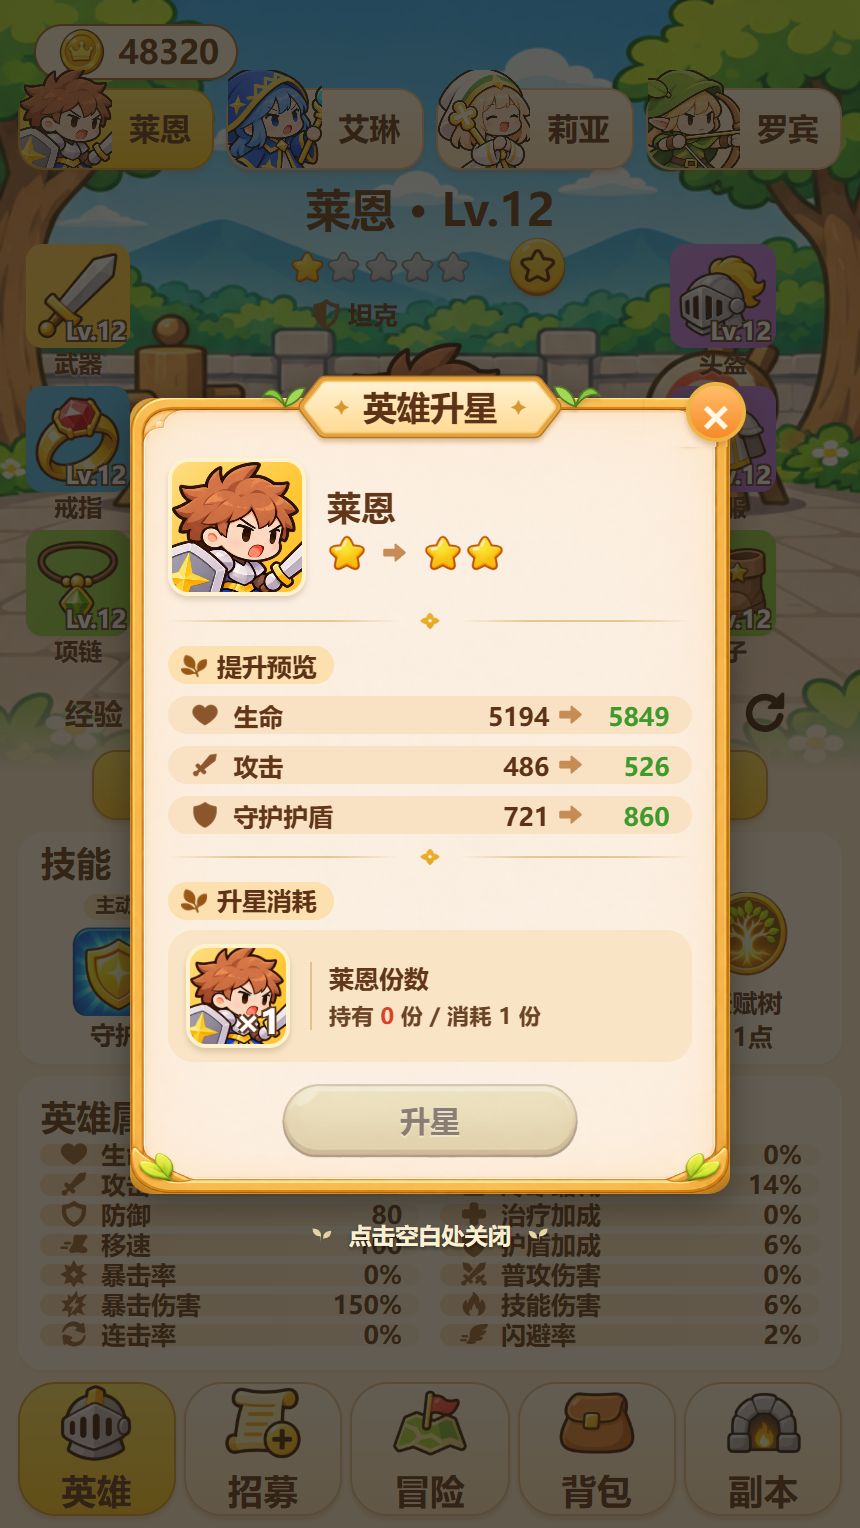 48320
莱恩
艾琳
莉亚
罗宾
莱恩・Lv.12
坦克
Lv.12
武器
Lv.12
头盔
英雄升星
Lv.12
戒指
莱恩
Lv.12
项链
提升预览
经验
生命 5194 5849
攻击 486 526
守护护盾 721 860
技能
升星消耗
×1
莱恩份数
持有 0 份 / 消耗 1 份
1点
升星
0%
14%
防御 80
治疗加成 0%
点击空白处关闭
移速
护盾加成 6%
暴击率 0%
普攻伤害 0%
暴击伤害 150%
技能伤害 6%
连击率 0%
闪避率 2%
英雄
招募
冒险
背包
副本